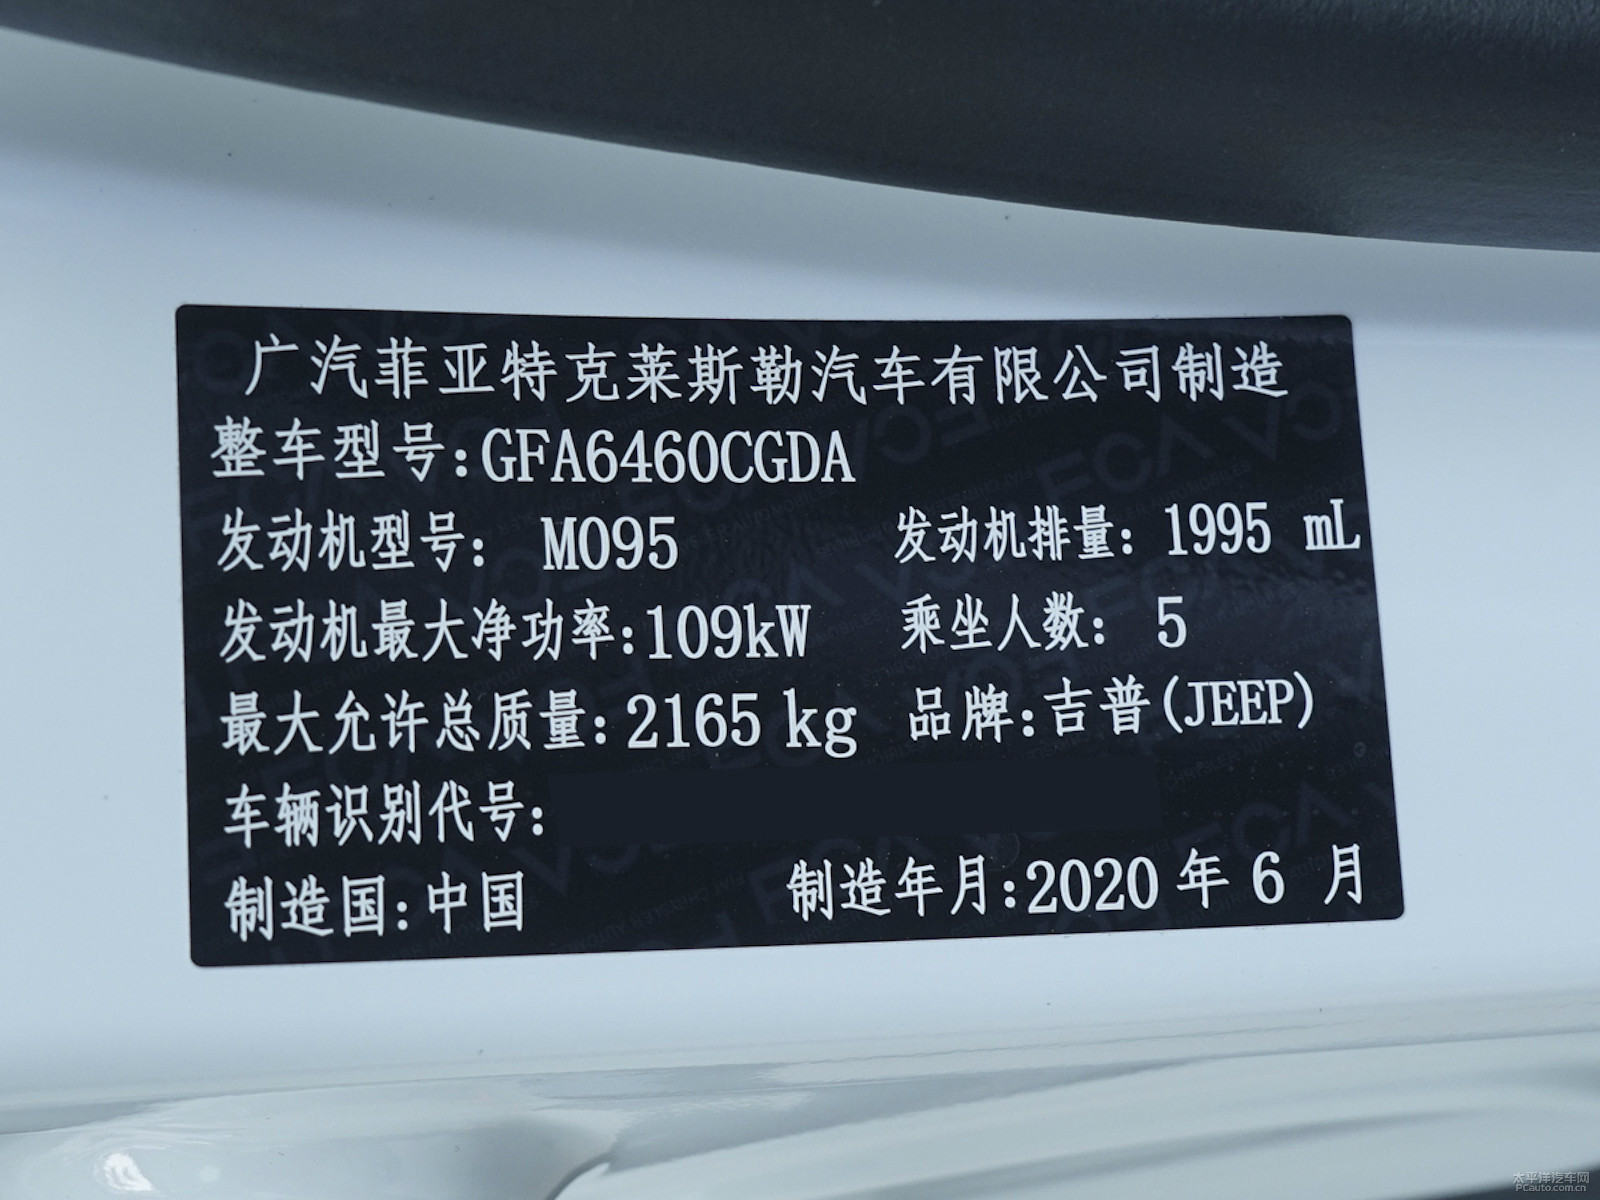 广汽菲亚特克莱斯勒汽车有限公司制造
整车型号:GFA6460CGDA
发动机型号: M095 发动机排量: 1995 mL
发动机最大净功率:109kW 乘坐人数: 5
最大允许总质量:2165 kg 品牌:吉普(JEEP)
车辆识别代号:
制造国:中国 制造年月:2020 年 6 月
太平洋汽车网
PCauto.com.cn